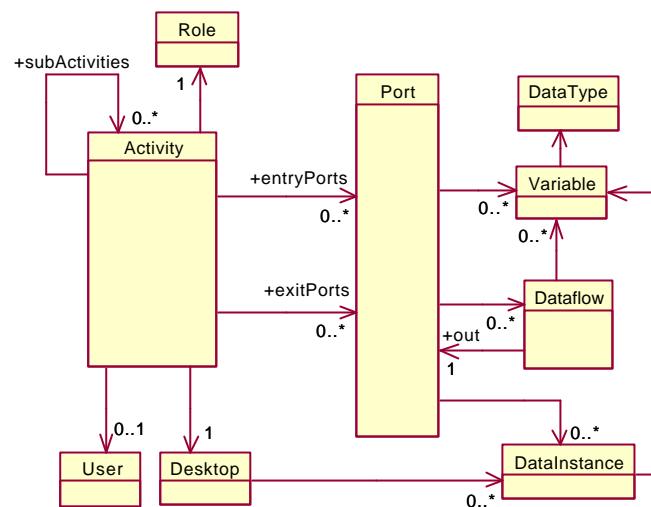 Role
+subActivities
1
Port
DataType
0..*
Activity
+entryPorts
Variable
0..*
0..*
0..*
+exitPorts
Dataflow
0..*
0..*
+out
1
0..1
1
0..*
User
Desktop
DataInstance
0..*